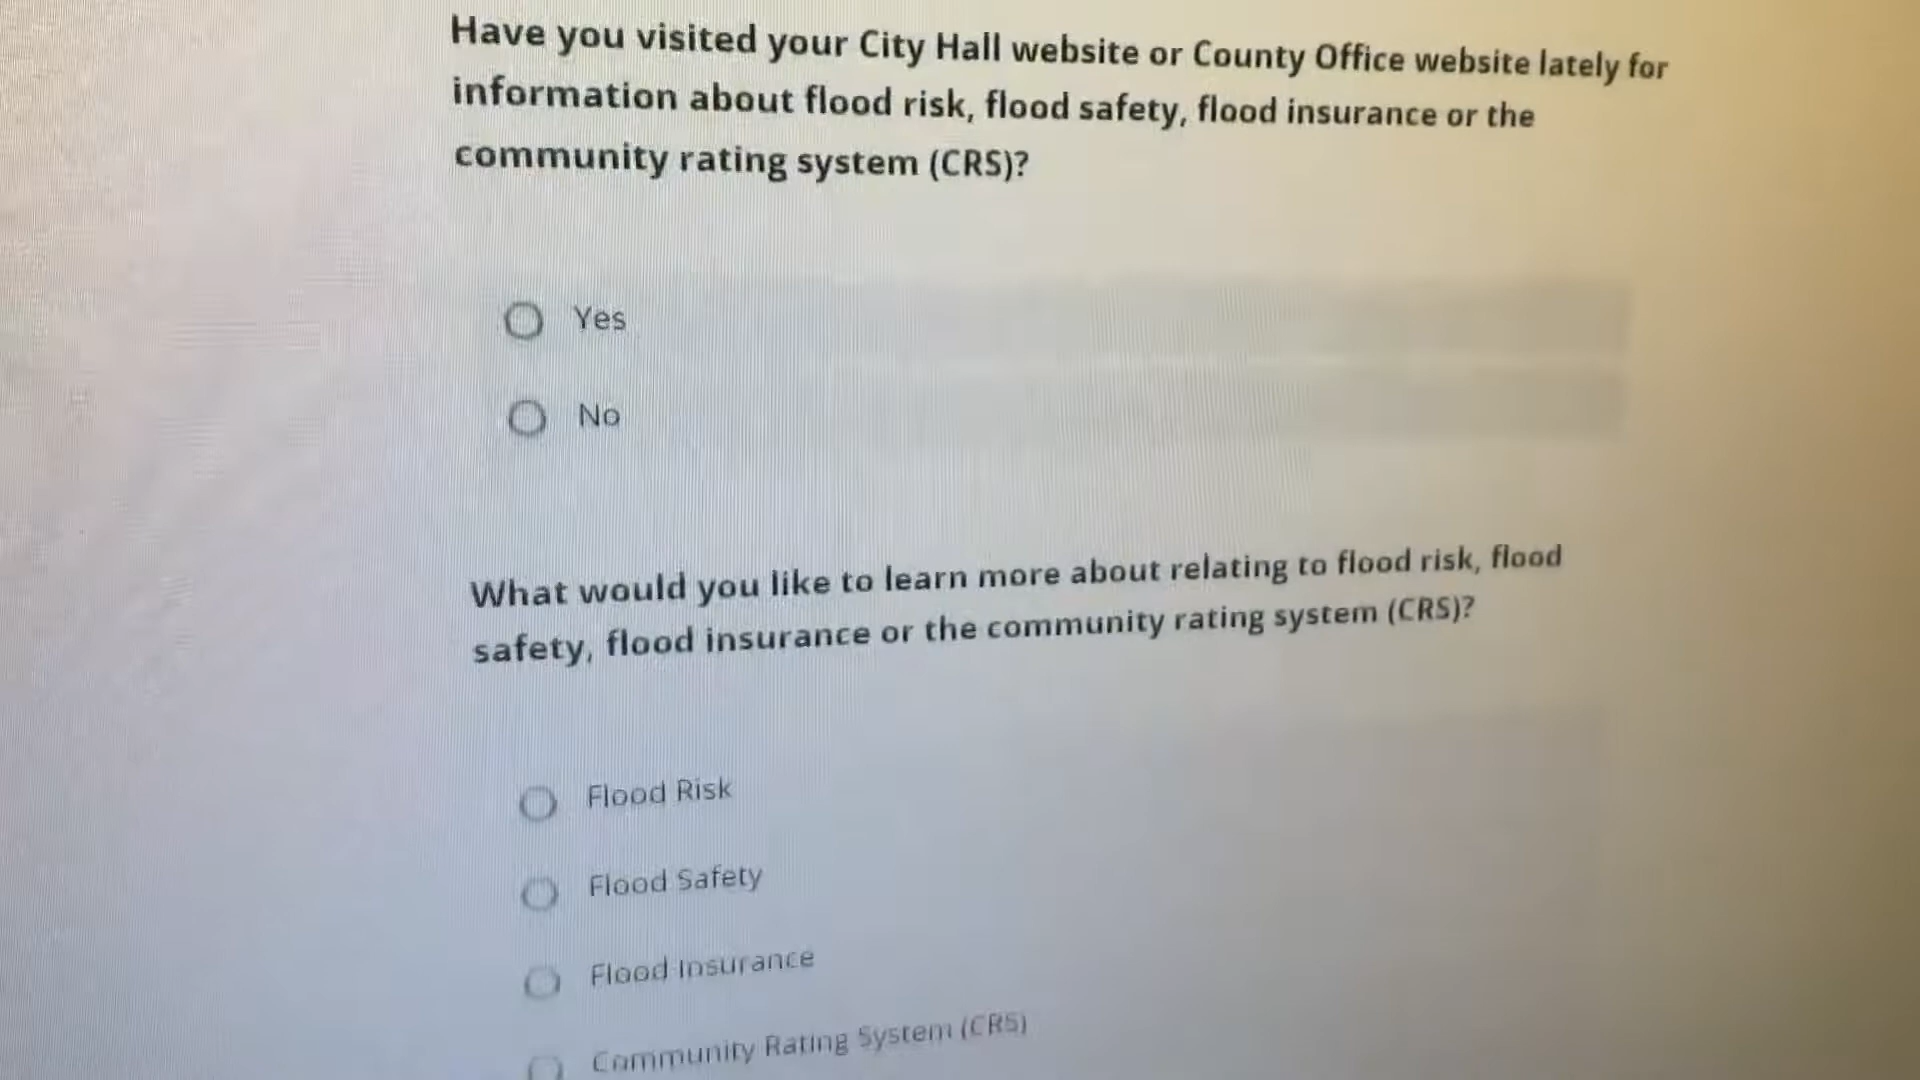 Have you visited your City Hall website or County Office website lately for
information about flood risk, flood safety, flood insurance or the
community rating system (CRS)?
Yes
No
What would you like to learn more about relating to flood risk, flood
safety, flood insurance or the community rating system (CRS)?
Flood Risk
Flood Safety
Flood Insurance
Community Rating System (CRS)